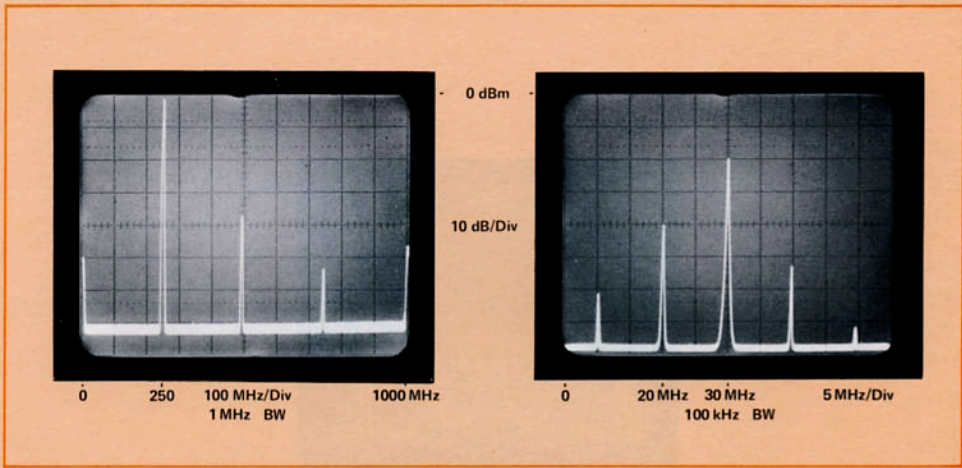 - 0 dBm -
10 dB/Div
0 250 100 MHz/Div 1000 MHz
1 MHz BW
0 20 MHz 30 MHz 5 MHz/Div
100 kHz BW